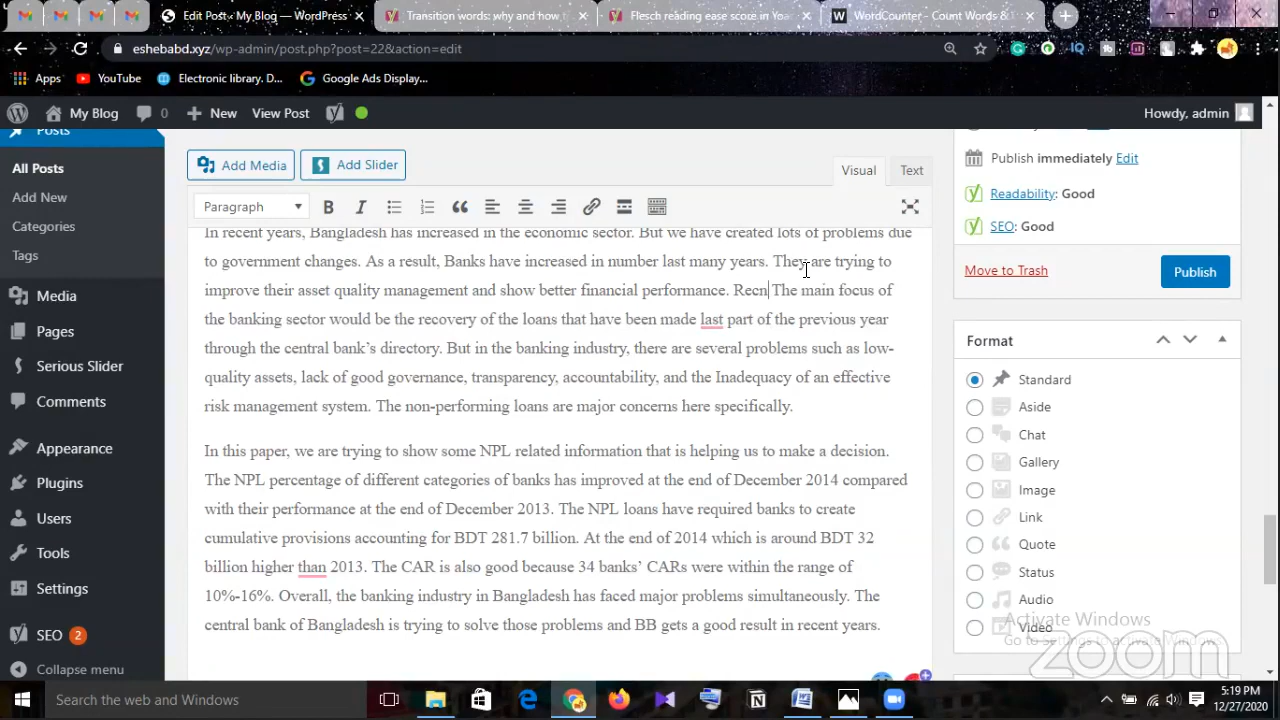 Edit Post ‹ My Blog — WordPress
Transition words: why and how t
Flesch reading ease score in Yoa
WordCounter - Count Words &
eshebabd.xyz/wp-admin/post.php?post=22&action=edit
Apps YouTube Electronic library. D... Google Ads Display...
My Blog 0 New View Post Howdy, admin
Posts
All Posts
Add New
Categories
Tags
Media
Pages
Serious Slider
Comments
Appearance
Plugins
Users
Tools
Settings
SEO 2
Collapse menu
Add Media Add Slider
Visual Text
Paragraph
In recent years, Bangladesh has increased in the economic sector. But we have created lots of problems due
to government changes. As a result, Banks have increased in number last many years. They are trying to
improve their asset quality management and show better financial performance. Recn The main focus of
the banking sector would be the recovery of the loans that have been made last part of the previous year
through the central bank’s directory. But in the banking industry, there are several problems such as low-
quality assets, lack of good governance, transparency, accountability, and the Inadequacy of an effective
risk management system. The non-performing loans are major concerns here specifically.
In this paper, we are trying to show some NPL related information that is helping us to make a decision.
The NPL percentage of different categories of banks has improved at the end of December 2014 compared
with their performance at the end of December 2013. The NPL loans have required banks to create
cumulative provisions accounting for BDT 281.7 billion. At the end of 2014 which is around BDT 32
billion higher than 2013. The CAR is also good because 34 banks’ CARs were within the range of
10%-16%. Overall, the banking industry in Bangladesh has faced major problems simultaneously. The
central bank of Bangladesh is trying to solve those problems and BB gets a good result in recent years.
Publish immediately Edit
Readability: Good
SEO: Good
Move to Trash Publish
Format
Standard
Aside
Chat
Gallery
Image
Link
Quote
Status
Audio
Video
Activate Windows
Go to Settings to activate Windows.
zoom
Search the web and Windows
5:19 PM
12/27/2020